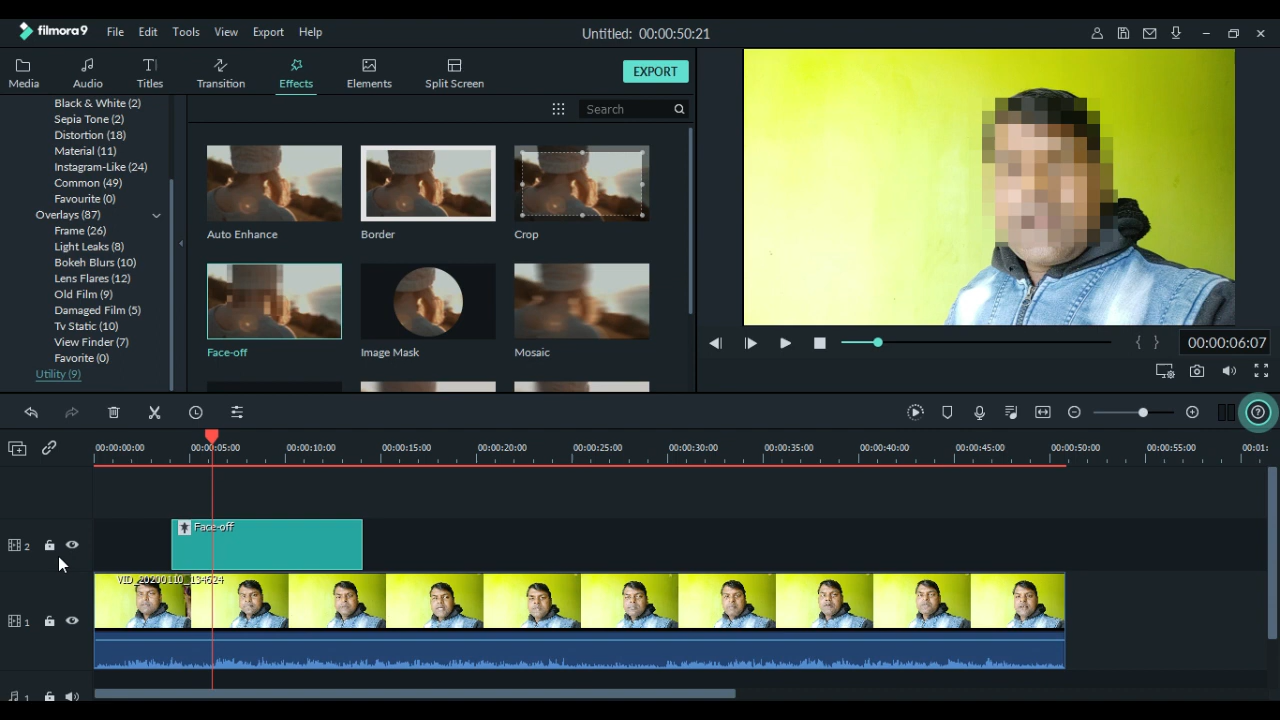 filmora9 File Edit Tools View Export Help Untitled: 00:00:50:21
Media Audio Titles Transition Effects Elements Split Screen EXPORT
Search
Black & White (2)
Sepia Tone (2)
Distortion (18)
Material (11)
Instagram-Like (24)
Common (49)
Favourite (0)
Overlays (87)
Frame (26)
Light Leaks (8)
Bokeh Blurs (10)
Lens Flares (12)
Old Film (9)
Damaged Film (5)
Tv Static (10)
View Finder (7)
Favorite (0)
Utility (9)
Auto Enhance Border Crop
Face-off Image Mask Mosaic
{ } 00:00:06:07
00:00:00:00 00:00:05:00 00:00:10:00 00:00:15:00 00:00:20:00 00:00:25:00 00:00:30:00 00:00:35:00 00:00:40:00 00:00:45:00 00:00:50:00 00:00:55:00 00:01:
2 Face-off
VID_20200110_134624
1
1